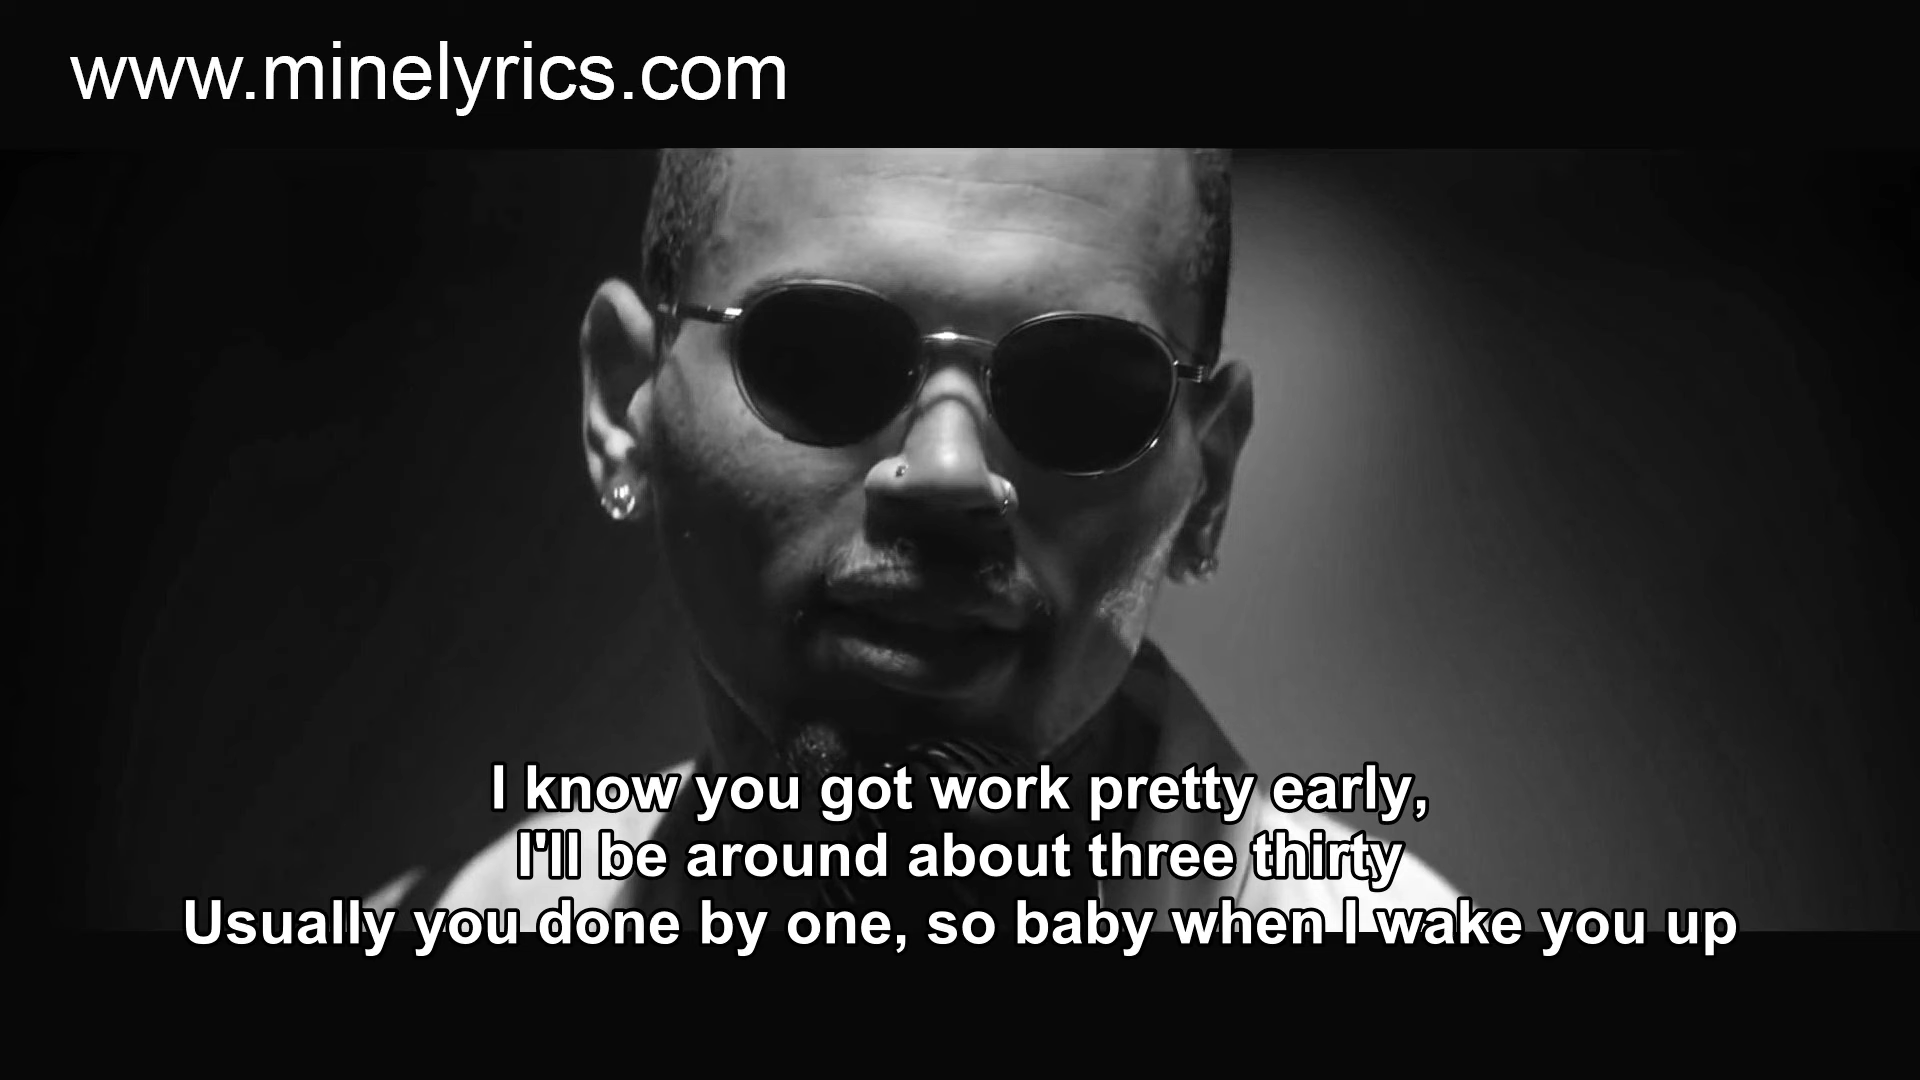 www.minelyrics.com
I know you got work pretty early,
I'll be around about three thirty
Usually you done by one, so baby when I wake you up